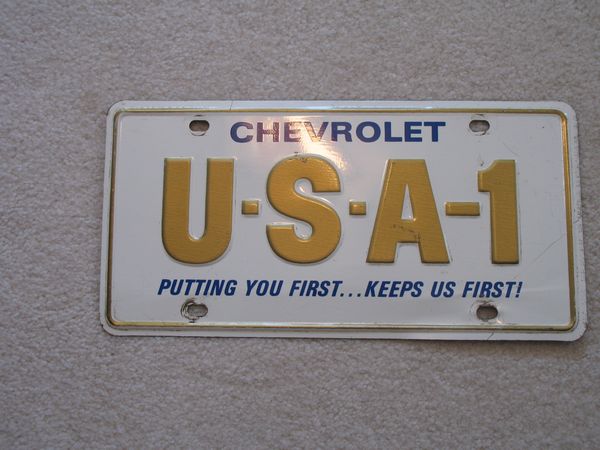 CHEVROLET
U-S-A-1
PUTTING YOU FIRST...KEEPS US FIRST!